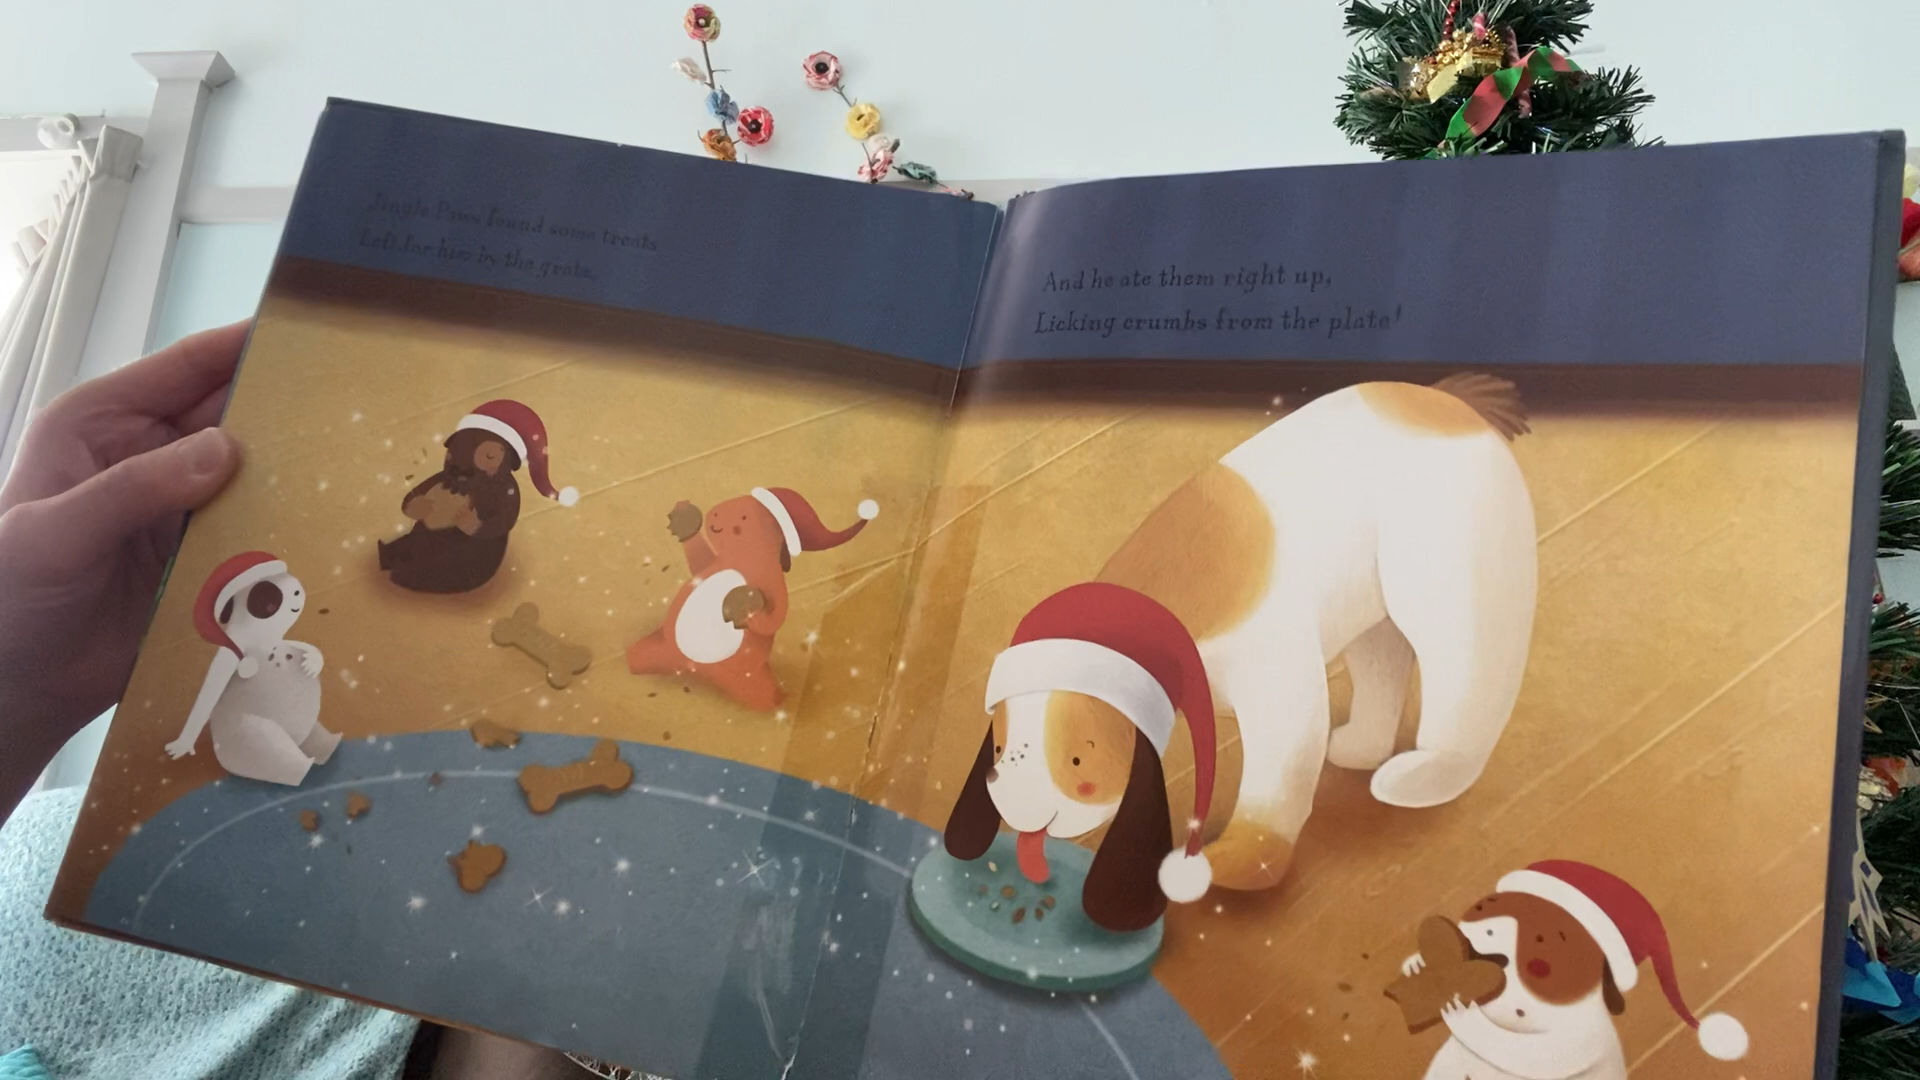 Jingle Paws found some treats
Left for him by the grate,
And he ate them right up,
Licking crumbs from the plate!